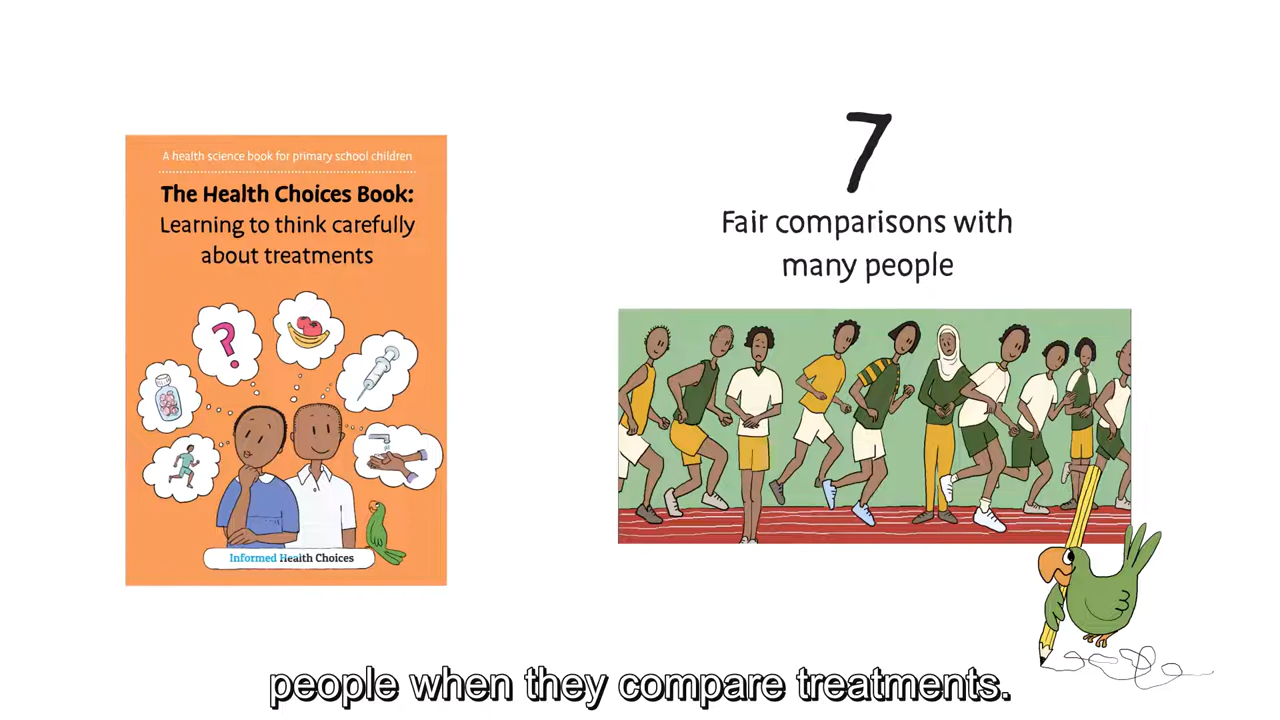 A health science book for primary school children
The Health Choices Book:
Learning to think carefully
about treatments
?
Informed Health Choices
7
Fair comparisons with
many people
people when they compare treatments.